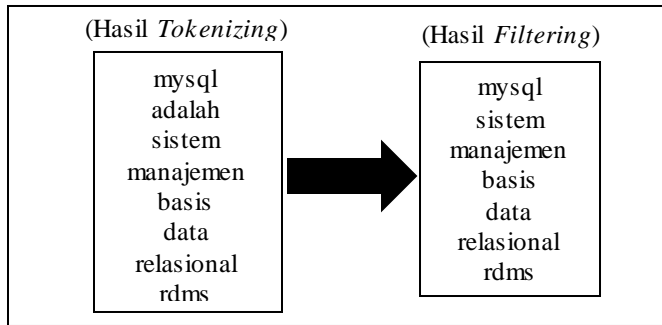 (Hasil Tokenizing)
mysql
adalah
sistem
manajemen
basis
data
relasional
rdms
(Hasil Filtering)
mysql
sistem
manajemen
basis
data
relasional
rdms